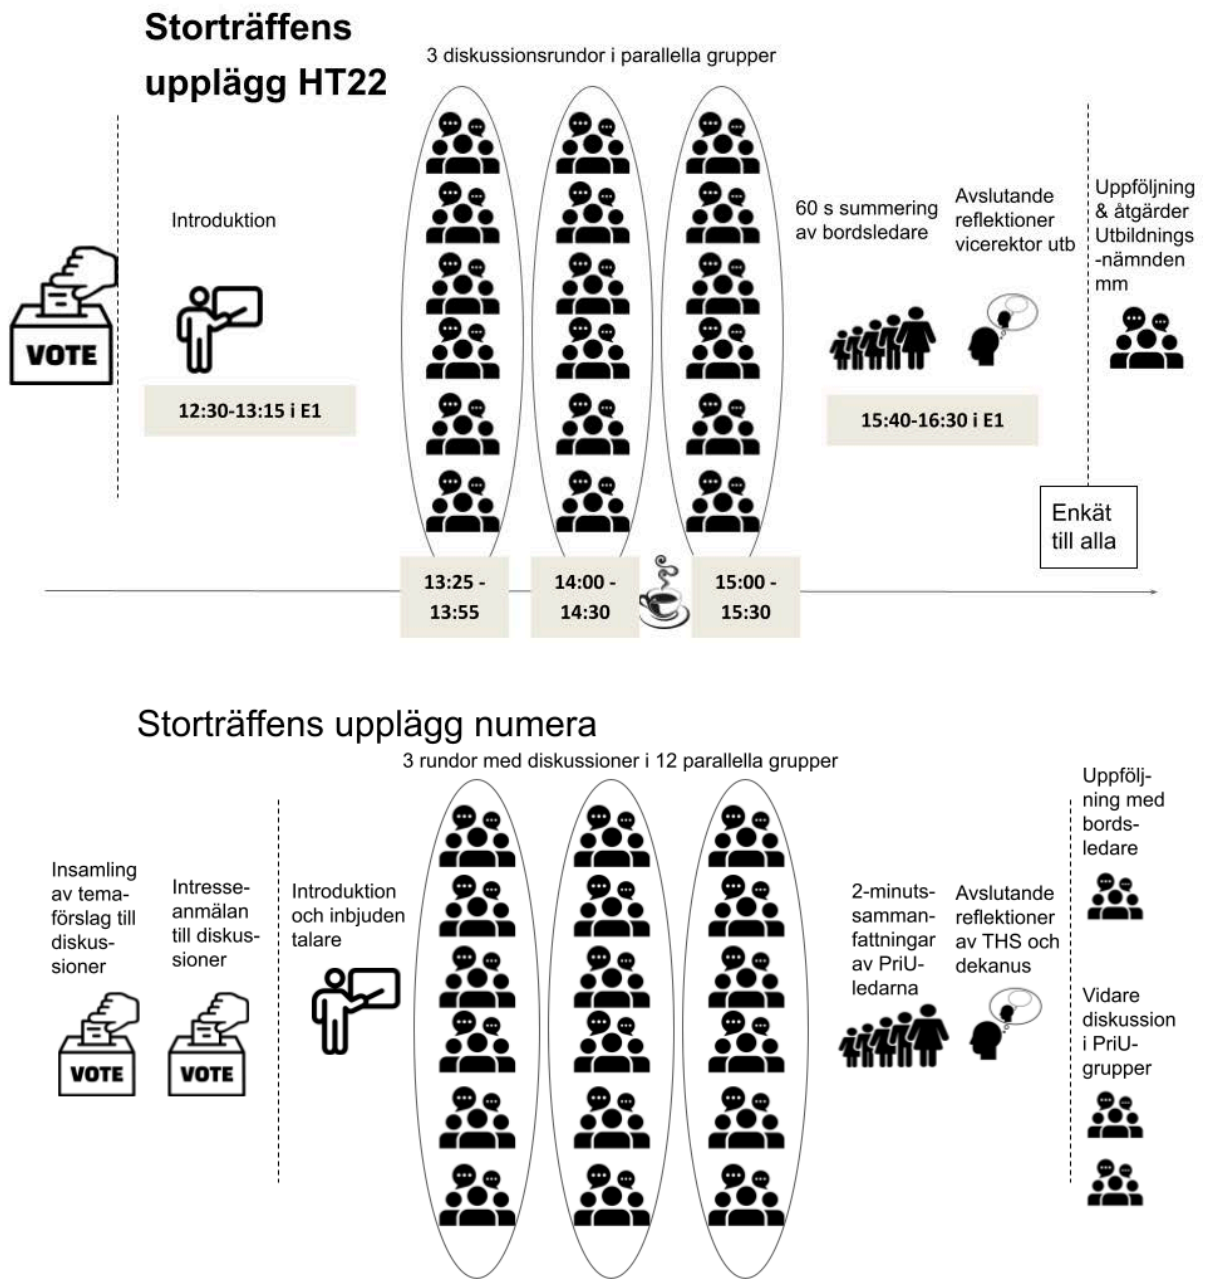 Storträffens
upplägg HT22
3 diskussionsrundor i parallella grupper
Introduktion
VOTE
12:30-13:15 i E1
60 s summering
av bordsledare
Avslutande
reflektioner
vicerektor utb
15:40-16:30 i E1
Uppföljning
& åtgärder
Utbildnings
-nämnden
mm
Enkät
till alla
13:25 -
13:55
14:00 -
14:30
15:00 -
15:30
Storträffens upplägg numera
3 rundor med diskussioner i 12 parallella grupper
Insamling
av tema-
förslag till
diskus-
sioner
VOTE
Intresse-
anmälan
till diskus-
sioner
VOTE
Introduktion
och inbjuden
talare
2-minuts-
samman-
fattningar
av PriU-
ledarna
Avslutande
reflektioner
av THS och
dekanus
Uppfölj-
ning med
bords-
ledare
Vidare
diskussion
i PriU-
grupper